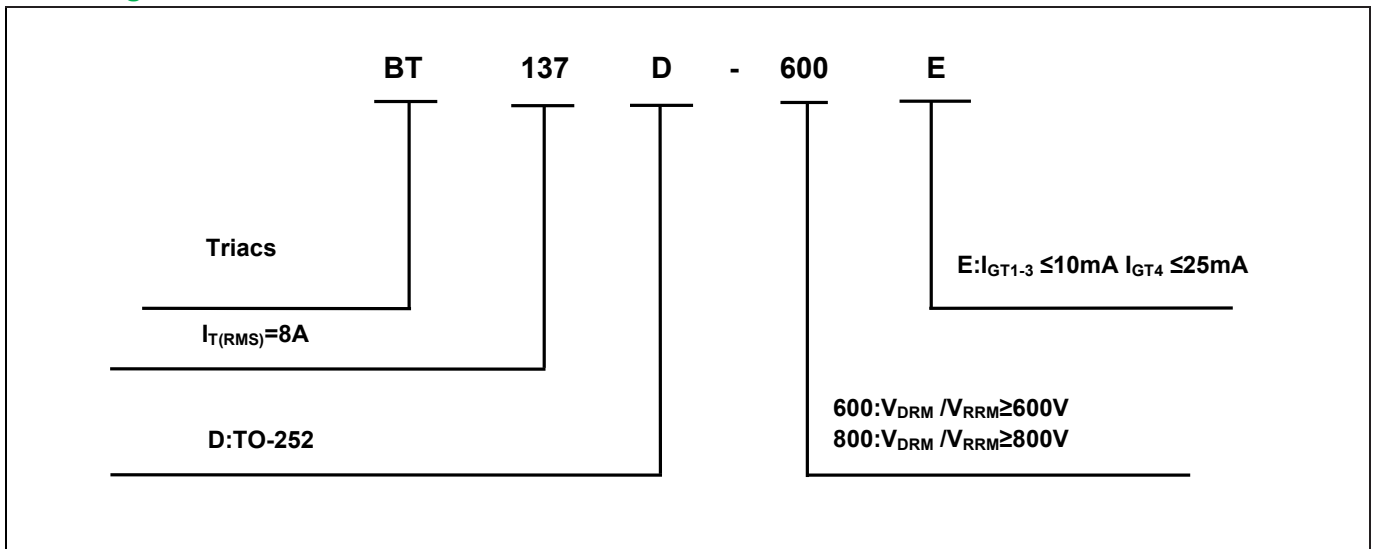 BT 137 D - 600 E
Triacs
E:IGT1-3 ≤10mA IGT4 ≤25mA
IT(RMS)=8A
600:VDRM /VRRM≥600V
800:VDRM /VRRM≥800V
D:TO-252